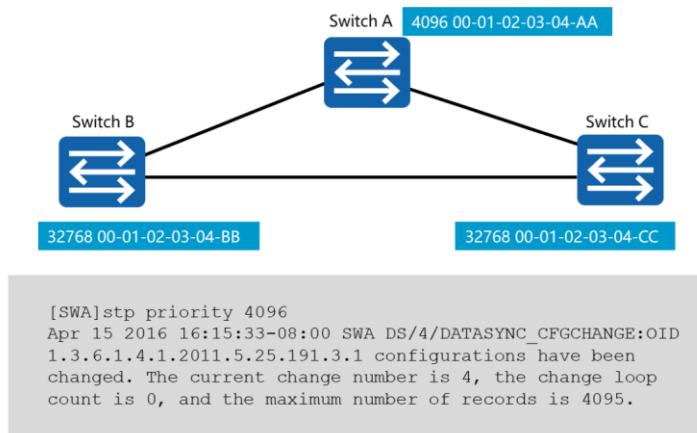 Switch A
4096 00-01-02-03-04-AA
Switch B
Switch C
32768 00-01-02-03-04-BB
32768 00-01-02-03-04-CC
[SWA]stp priority 4096
Apr 15 2016 16:15:33-08:00 SWA DS/4/DATASYNC_CFGCHANGE:OID
1.3.6.1.4.1.2011.5.25.191.3.1 configurations have been
changed. The current change number is 4, the change loop
count is 0, and the maximum number of records is 4095.